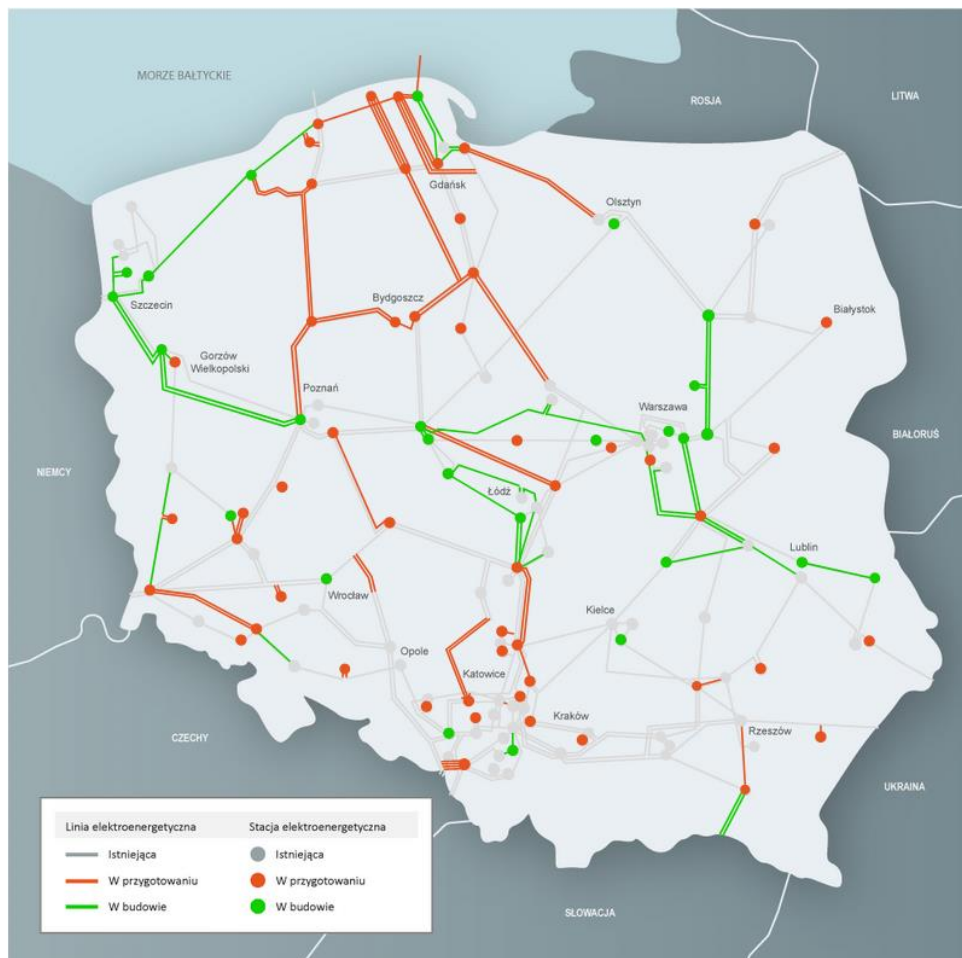 MORZE BAŁTYCKIE
ROSJA
LITWA
Gdańsk
Olsztyn
Szczecin
Bydgoszcz
Białystok
Gorzów
Wielkopolski
Poznań
Warszawa
BIAŁORUŚ
NIEMCY
Łódź
Lublin
Wrocław
Kielce
Opole
Katowice
Kraków
Rzeszów
CZECHY
UKRAINA
SŁOWACJA
Linia elektroenergetyczna
Stacja elektroenergetyczna
Istniejąca
Istniejąca
W przygotowaniu
W przygotowaniu
W budowie
W budowie